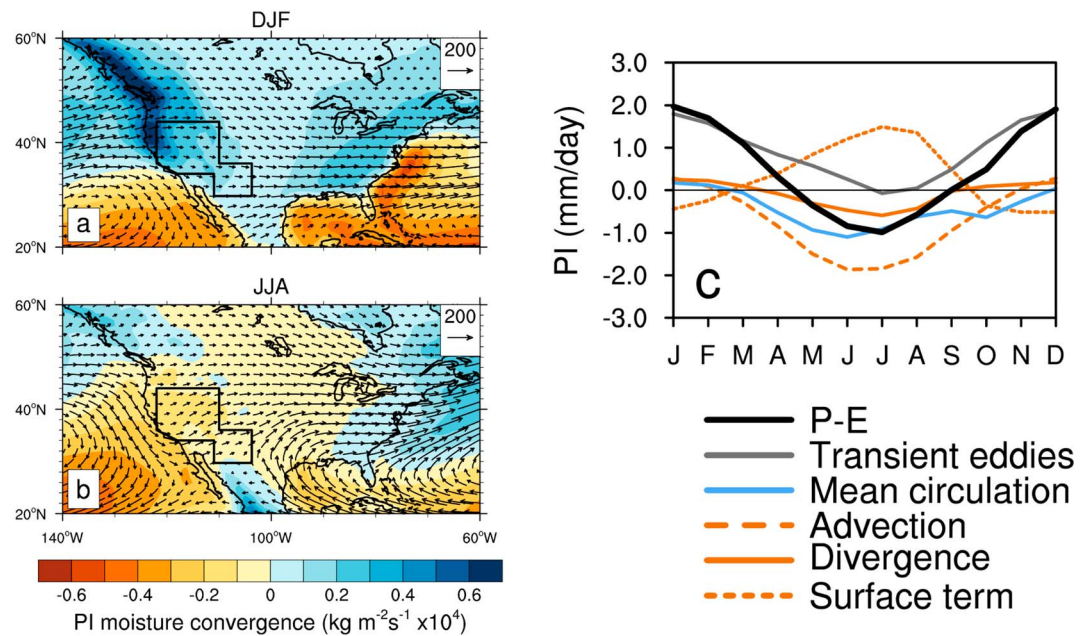 DJF
60°N
40°N
20°N
200
a
JJA
60°N
40°N
20°N
200
b
140°W
100°W
60°W
-0.6 -0.4 -0.2 0 0.2 0.4 0.6
PI moisture convergence (kg m⁻²s⁻¹ x10⁴)
PI (mm/day)
3.0
2.0
1.0
0.0
-1.0
-2.0
-3.0
C
J F M A M J J A S O N D
P-E
Transient eddies
Mean circulation
Advection
Divergence
Surface term